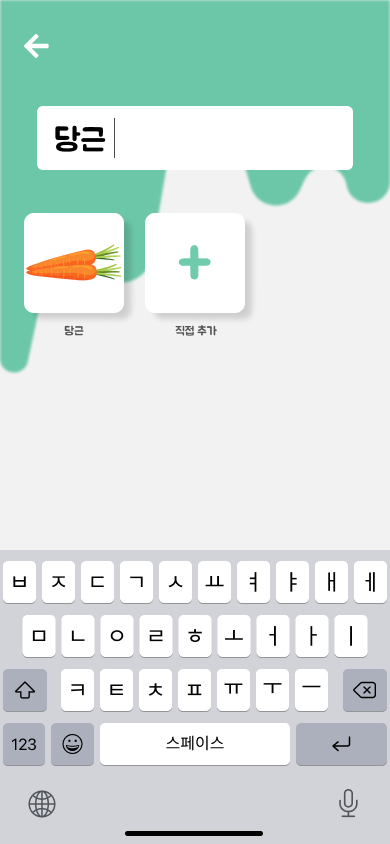 당근
당근
직접 추가
ㅂ ㅈ ㄷ ㄱ ㅅ ㅛ ㅕ ㅑ ㅐ ㅔ
ㅁ ㄴ ㅇ ㄹ ㅎ ㅗ ㅓ ㅏ ㅣ
ㅋ ㅌ ㅊ ㅍ ㅠ ㅜ ㅡ
123 스페이스